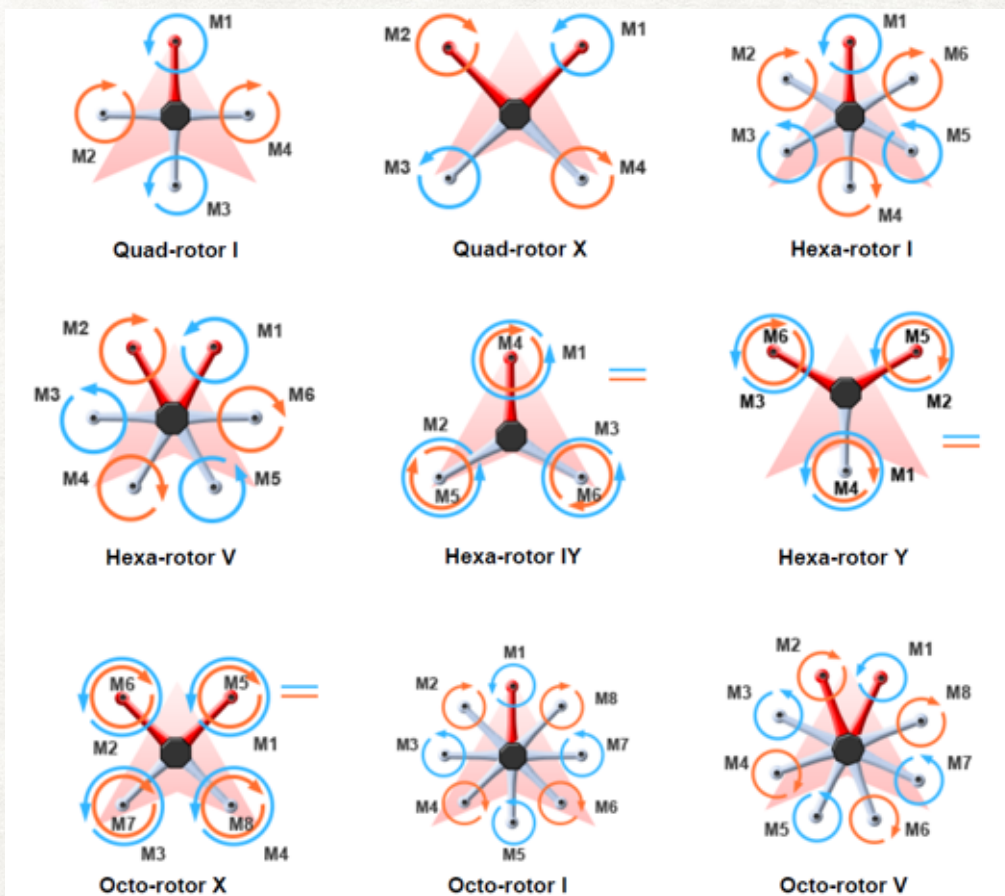 M1
M2
M4
M3
Quad-rotor I
M2
M1
M3
M4
Quad-rotor X
M1
M2
M6
M3
M5
M4
Hexa-rotor I
M2
M1
M3
M6
M4
M5
Hexa-rotor V
M4
M1
M2
M3
M5
M6
Hexa-rotor IY
M6
M5
M3
M2
M4
M1
Hexa-rotor Y
M6
M5
M2
M1
M7
M8
M3
M4
Octo-rotor X
M1
M2
M8
M3
M7
M4
M6
M5
Octo-rotor I
M2
M1
M3
M8
M4
M7
M5
M6
Octo-rotor V